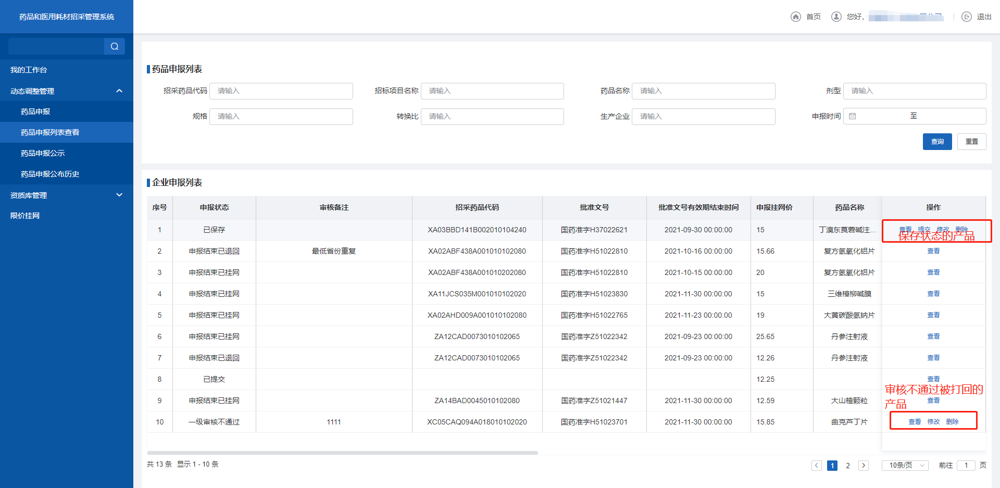 药品和医用耗材招采管理系统
首页 您好, 退出
我的工作台
动态调整管理
药品申报
药品申报列表查看
药品申报公示
药品申报公布历史
资质库管理
限价挂网
药品申报列表
招采药品代码 请输入 招标项目名称 请输入 药品名称 请输入 剂型 请输入
规格 请输入 转换比 请输入 生产企业 请输入 申报时间 至
查询 重置
企业申报列表
序号 申报状态 审核备注 招采药品代码 批准文号 批准文号有效期结束时间 申报挂网价 药品名称 操作
1 已保存 XA03BBD141B002010104240 国药准字H37022621 2021-09-30 00:00:00 15 丁溴东莨菪碱注... 查看 提交 修改 删除
保存状态的产品
2 申报结束已退回 最低省份重复 XA02ABF438A001010102080 国药准字H51022810 2021-10-16 00:00:00 15.66 复方氢氧化铝片 查看
3 申报结束已挂网 XA02ABF438A001010202080 国药准字H51022810 2021-10-15 00:00:00 20 复方氢氧化铝片 查看
4 申报结束已挂网 XA11JCS035M001010102020 国药准字H51023830 2021-11-30 00:00:00 15 三维樟柳碱膜 查看
5 申报结束已挂网 XA02AHD009A001010102080 国药准字H51022765 2021-11-23 00:00:00 19 大黄碳酸氢钠片 查看
6 申报结束已挂网 ZA12CAD0073010102065 国药准字Z51022342 2021-09-23 00:00:00 25.65 丹参注射液 查看
7 申报结束已退回 ZA12CAD0073010102065 国药准字Z51022342 2021-09-23 00:00:00 12.26 丹参注射液 查看
8 已提交 12.25 查看
审核不通过被打回的
产品
9 申报结束已挂网 ZA14BAD0045010102080 国药准字Z51021447 2021-11-30 00:00:00 12.59 大山楂颗粒 查看
10 一级审核不通过 1111 XC05CAQ094A018010102020 国药准字H51023701 2021-11-30 00:00:00 15.85 曲克芦丁片 查看 修改 删除
共 13 条 显示 1 - 10 条 1 2 10条/页 前往 1 页